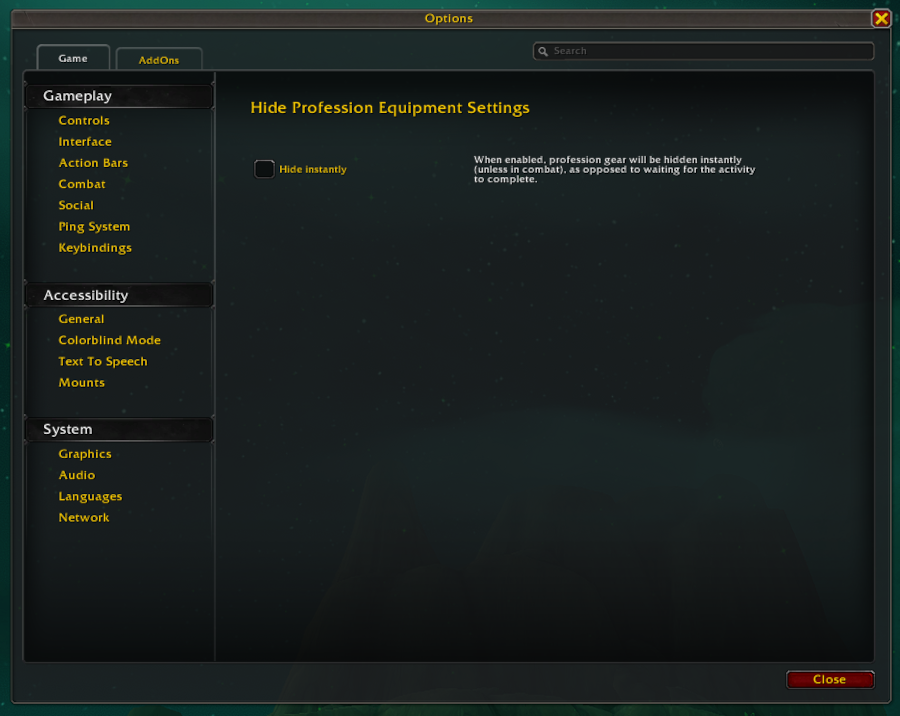 Options
Game
AddOns
Search
Gameplay
Controls
Interface
Action Bars
Combat
Social
Ping System
Keybindings
Accessibility
General
Colorblind Mode
Text To Speech
Mounts
System
Graphics
Audio
Languages
Network
Hide Profession Equipment Settings
Hide instantly
When enabled, profession gear will be hidden instantly
(unless in combat), as opposed to waiting for the activity
to complete.
Close